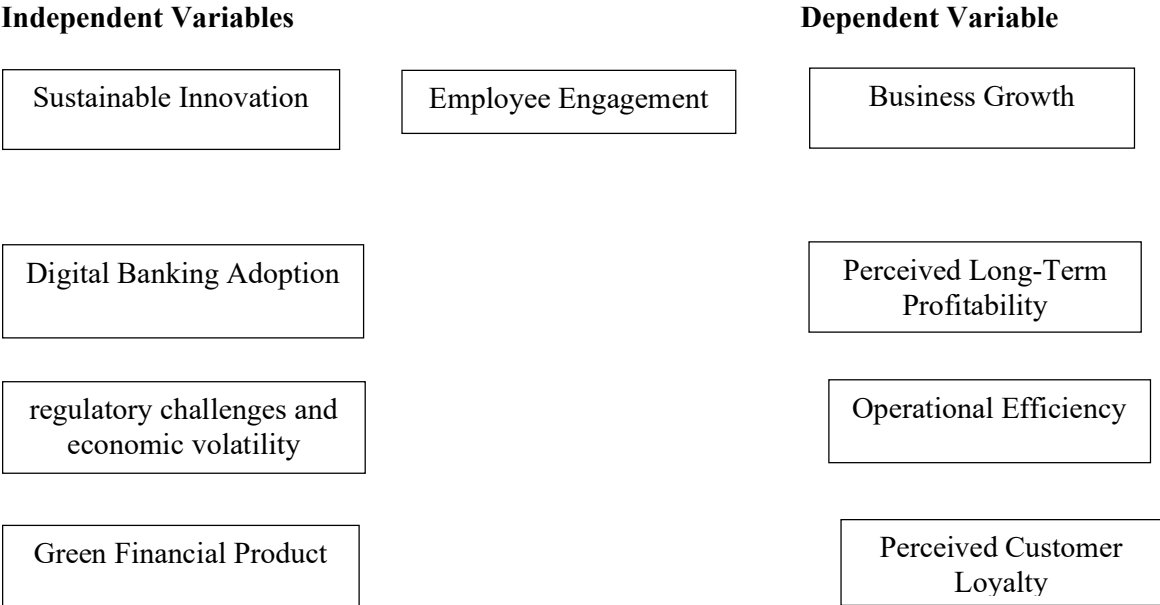 Independent Variables
Dependent Variable
Sustainable Innovation
Employee Engagement
Business Growth
Digital Banking Adoption
Perceived Long-Term
Profitability
regulatory challenges and
economic volatility
Operational Efficiency
Green Financial Product
Perceived Customer
Loyalty